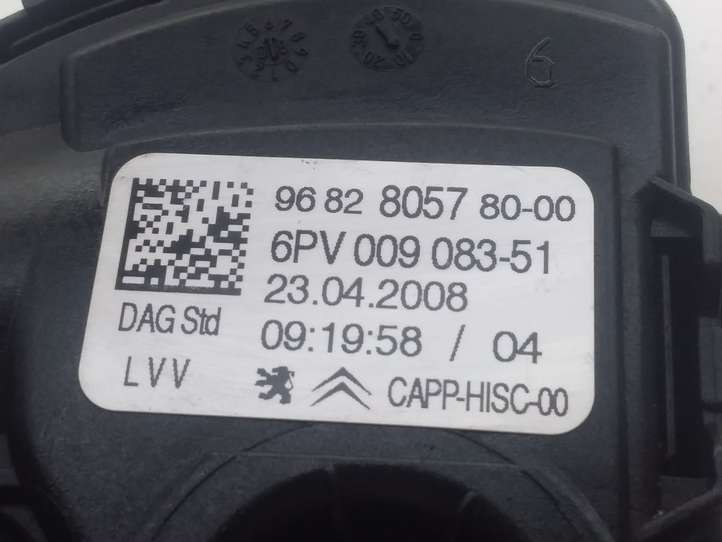 6
96 82 8057 80-00
6PV 009 083-51
23.04.2008
DAG Std
09:19:58 / 04
LVV
CAPP-HISC-00